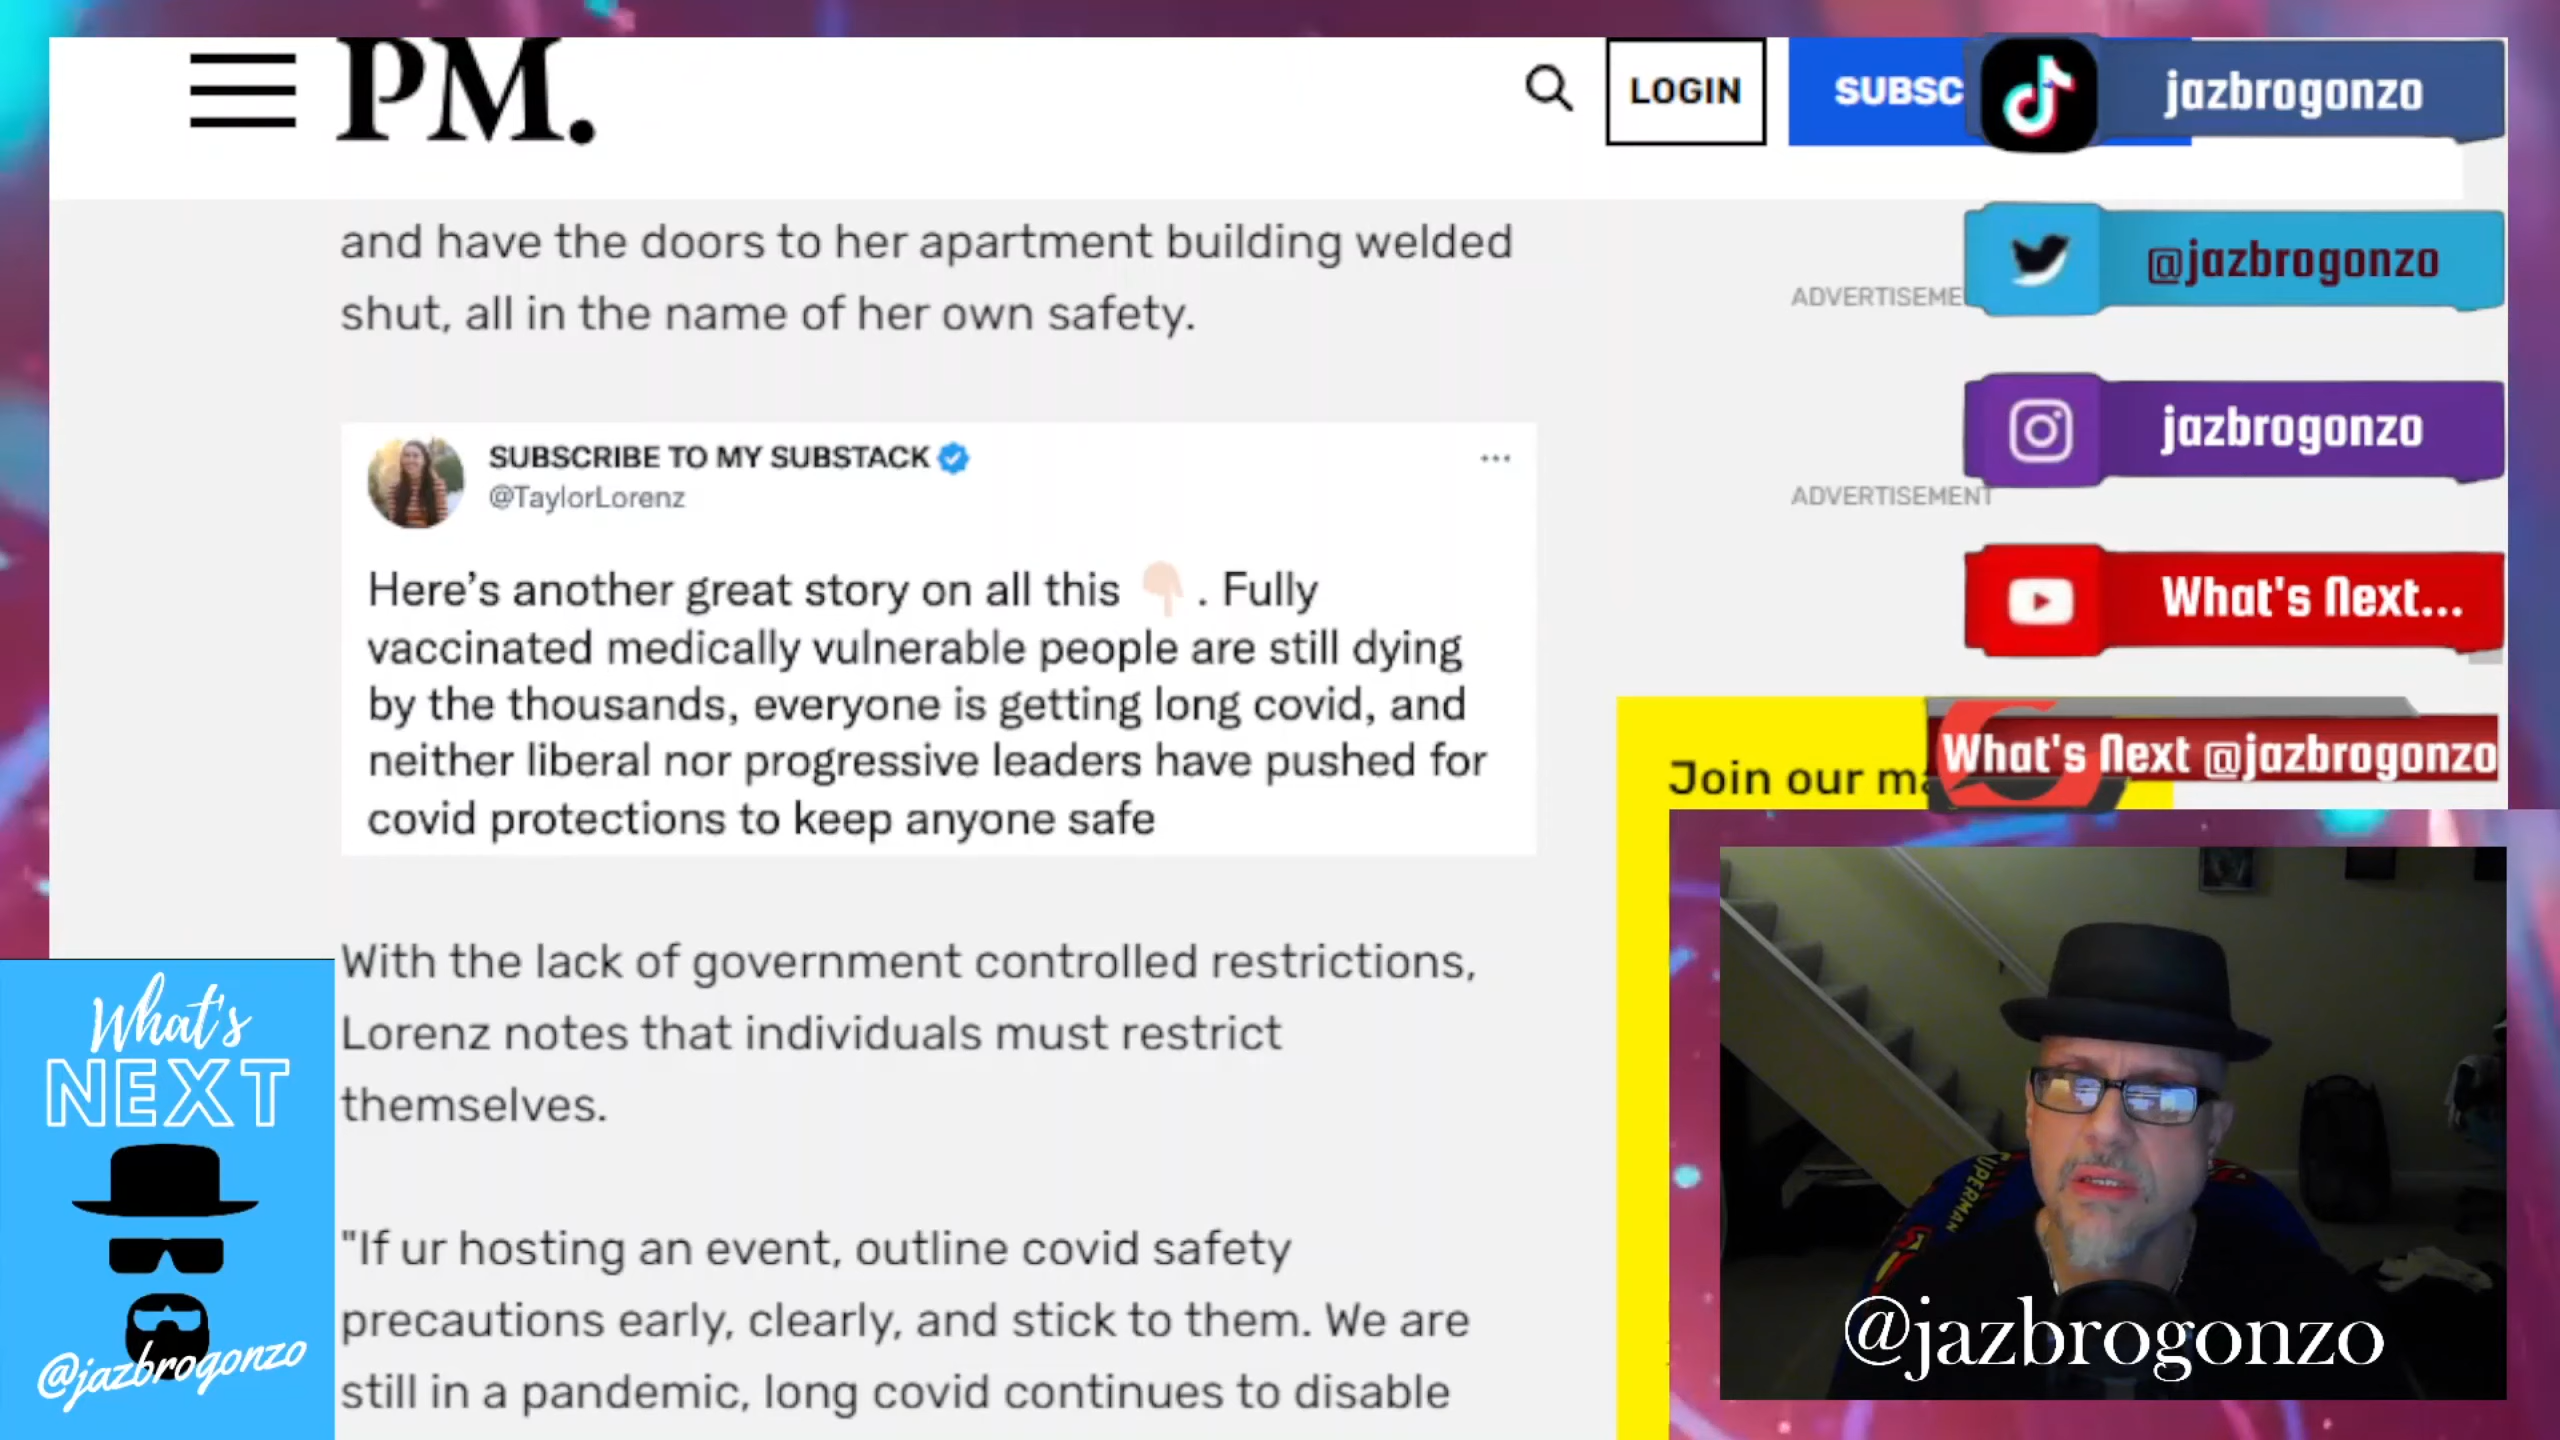 PM.
LOGIN
SUBSC
jazbrogonzo
and have the doors to her apartment building welded
shut, all in the name of her own safety.
ADVERTISEME
@jazbrogonzo
SUBSCRIBE TO MY SUBSTACK
@TaylorLorenz
jazbrogonzo
ADVERTISEMENT
Here's another great story on all this 👇🏻. Fully
vaccinated medically vulnerable people are still dying
by the thousands, everyone is getting long covid, and
neither liberal nor progressive leaders have pushed for
covid protections to keep anyone safe
What's Next...
Join our ma
What's Next @jazbrogonzo
With the lack of government controlled restrictions,
Lorenz notes that individuals must restrict
themselves.
"If ur hosting an event, outline covid safety
precautions early, clearly, and stick to them. We are
still in a pandemic, long covid continues to disable
What's
NEXT
@jazbrogonzo
SUPERMAN
@jazbrogonzo